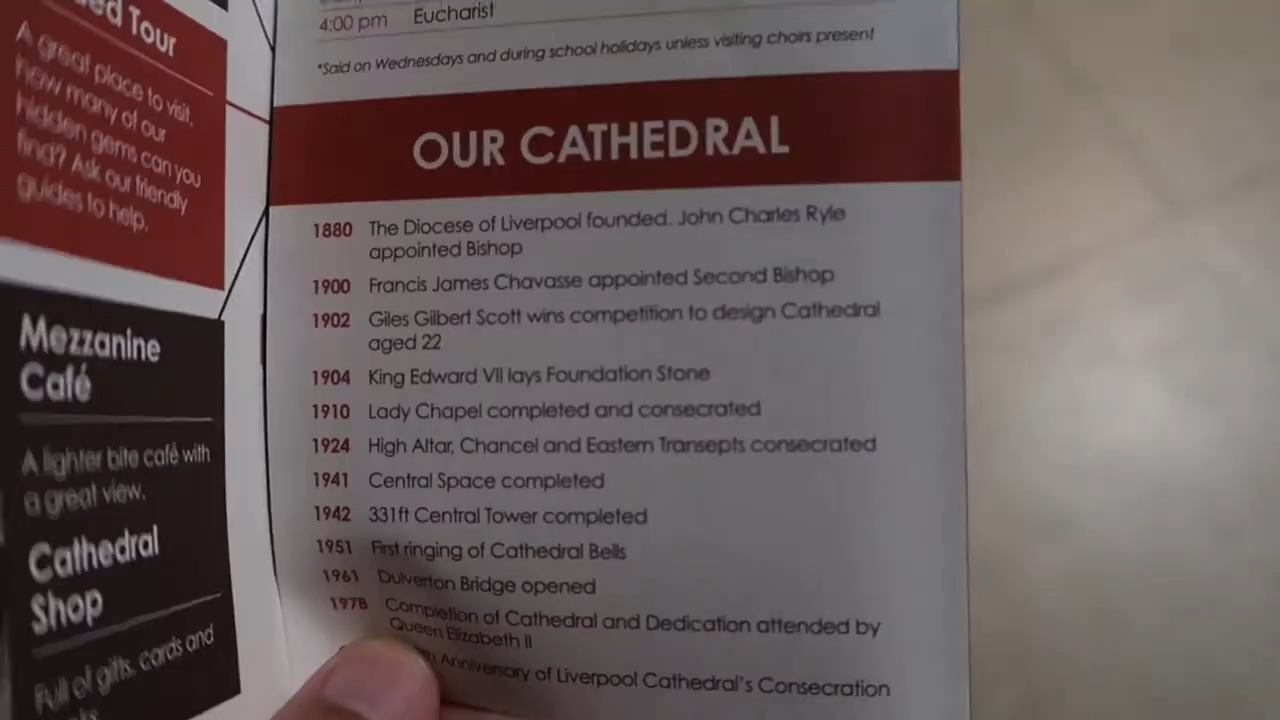 ed Tour
A great place to visit,
how many of our
hidden gems can you
find? Ask our friendly
guides to help.
Mezzanine
Café
A lighter bite café with
a great view.
Cathedral
Shop
Full of gifts, cards and
4:00 pm Eucharist
*Said on Wednesdays and during school holidays unless visiting choirs present
OUR CATHEDRAL
1880 The Diocese of Liverpool founded. John Charles Ryle
appointed Bishop
1900 Francis James Chavasse appointed Second Bishop
1902 Giles Gilbert Scott wins competition to design Cathedral
aged 22
1904 King Edward VII lays Foundation Stone
1910 Lady Chapel completed and consecrated
1924 High Altar, Chancel and Eastern Transepts consecrated
1941 Central Space completed
1942 331ft Central Tower completed
1951 First ringing of Cathedral Bells
1961 Dulverton Bridge opened
1978 Completion of Cathedral and Dedication attended by
Queen Elizabeth II
th Anniversary of Liverpool Cathedral's Consecration